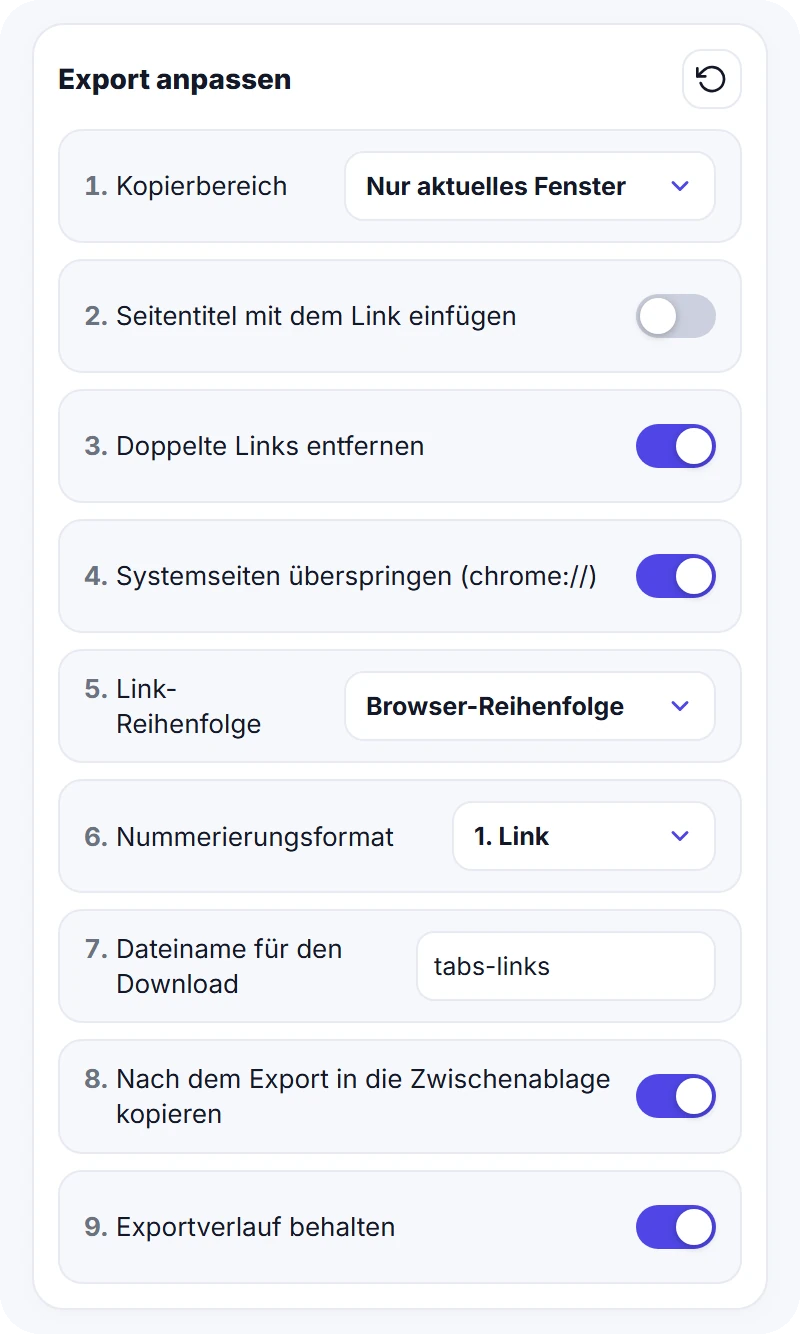 Export anpassen
1. Kopierbereich
Nur aktuelles Fenster
2. Seitentitel mit dem Link einfügen
3. Doppelte Links entfernen
4. Systemseiten überspringen (chrome://)
5. Link-
Reihenfolge
Browser-Reihenfolge
6. Nummerierungsformat
1. Link
7. Dateiname für den
Download
tabs-links
8. Nach dem Export in die Zwischenablage
kopieren
9. Exportverlauf behalten